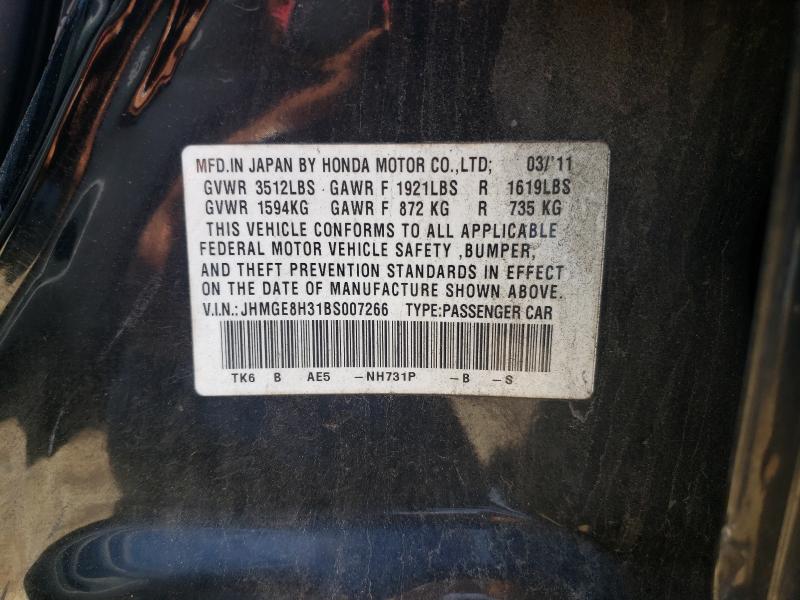 MFD.IN JAPAN BY HONDA MOTOR CO.,LTD; 03/'11
GVWR 3512LBS GAWR F 1921LBS R 1619LBS
GVWR 1594KG GAWR F 872 KG R 735 KG
THIS VEHICLE CONFORMS TO ALL APPLICABLE
FEDERAL MOTOR VEHICLE SAFETY ,BUMPER,
AND THEFT PREVENTION STANDARDS IN EFFECT
ON THE DATE OF MANUFACTURE SHOWN ABOVE.
V.I.N.: JHMGE8H31BS007266 TYPE:PASSENGER CAR
TK6 B AE5 -NH731P -B -S